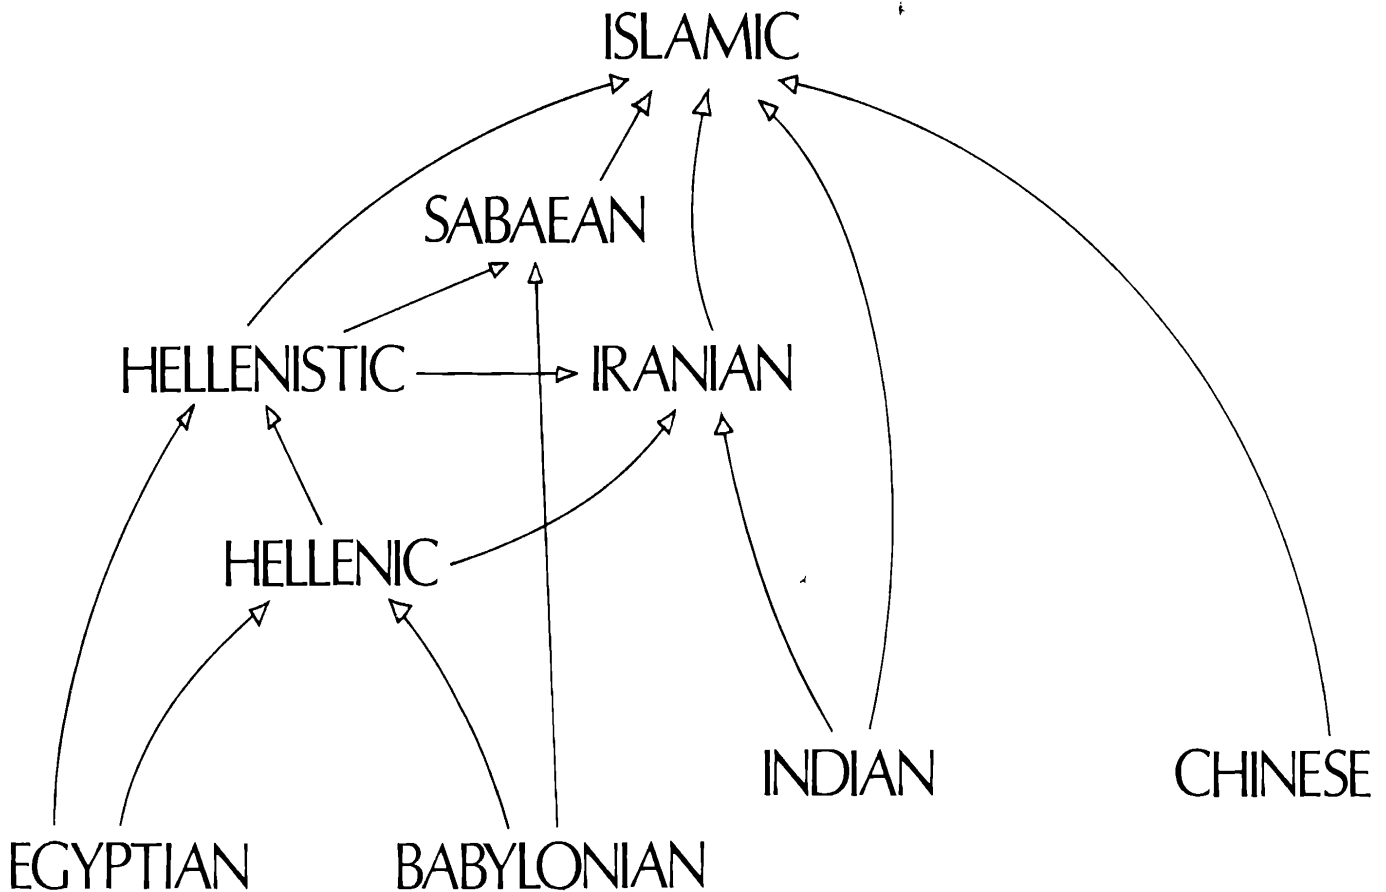 ISLAMIC
SABAEAN
HELLENISTIC
IRANIAN
HELLENIC
INDIAN
CHINESE
EGYPTIAN
BABYLONIAN